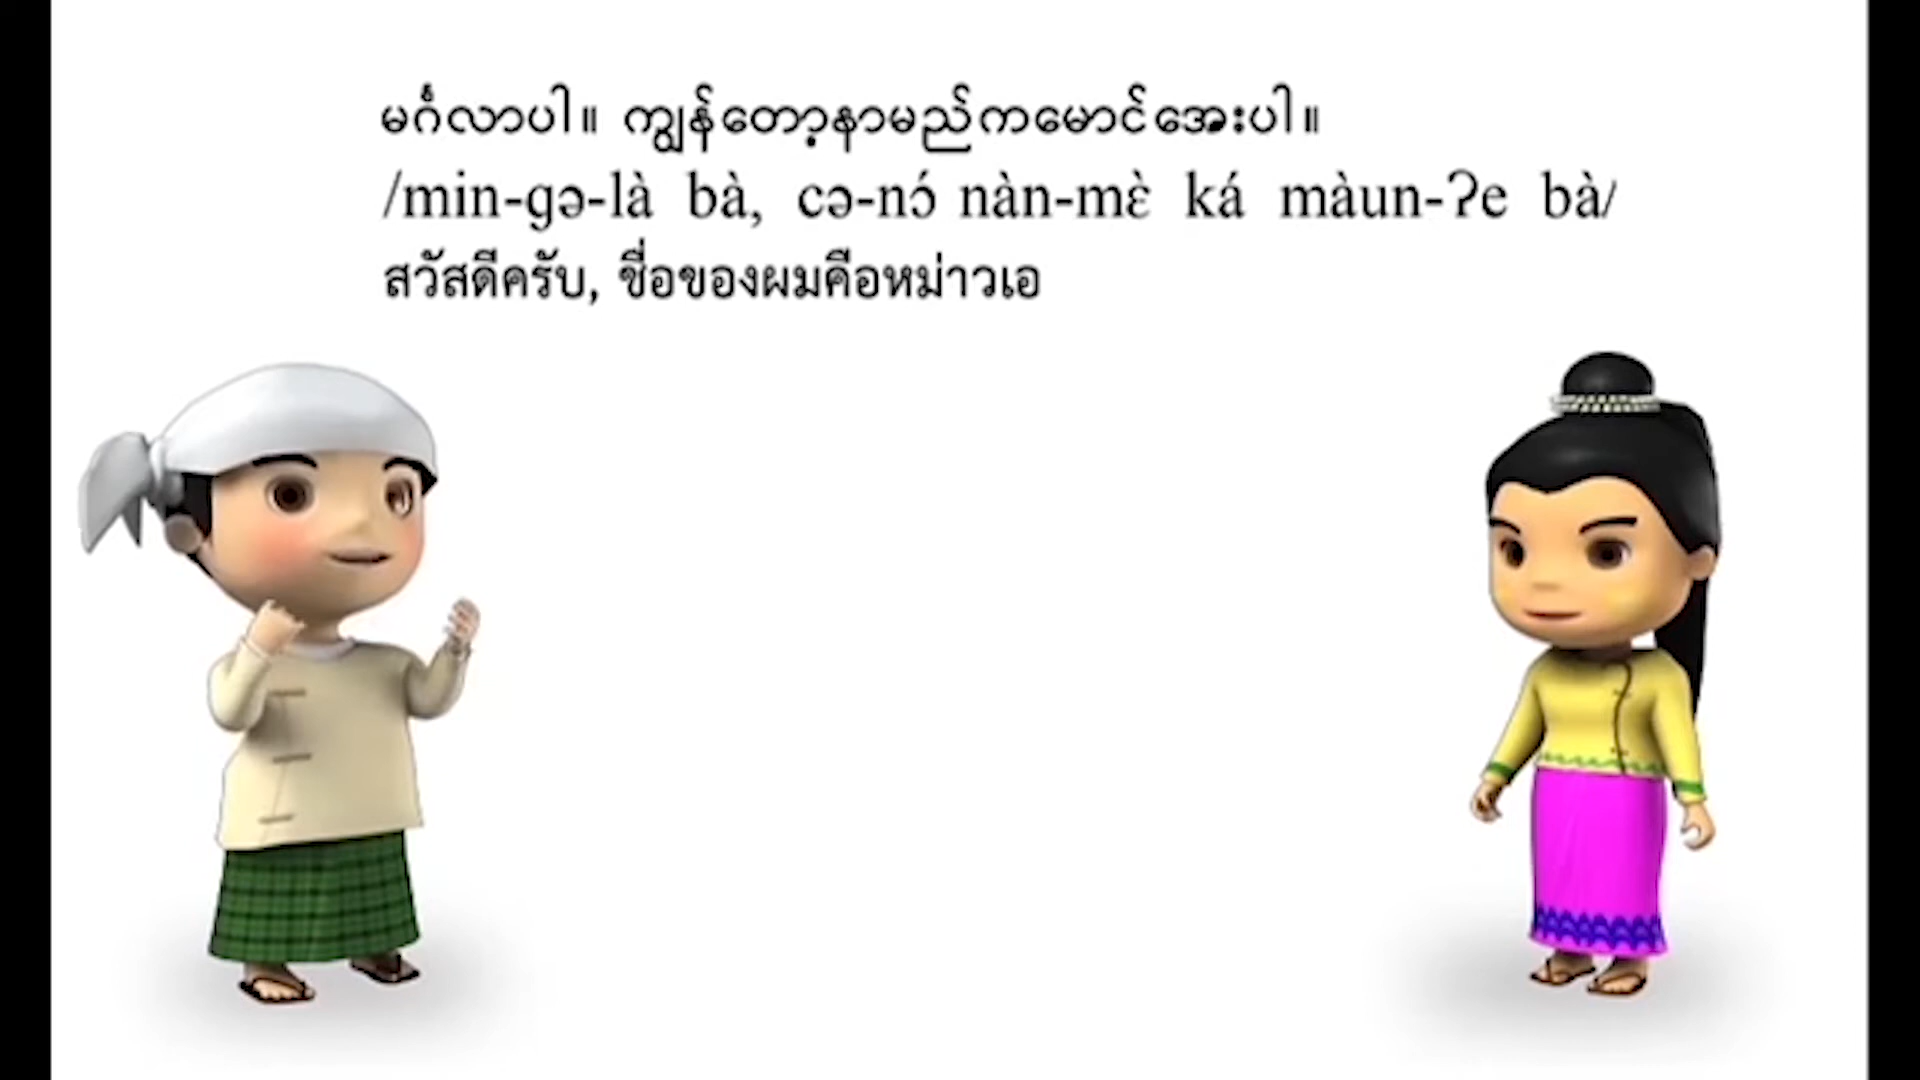 မင်္ဂလာပါ။ ကျွန်တော့နာမည်ကမောင်အေးပါ။
/min-gə-là bà, cə-nɔ́ nàn-mɛ̀ ká màun-ʔe bà/
สวัสดีครับ, ชื่อของผมคือหม่าวเอ